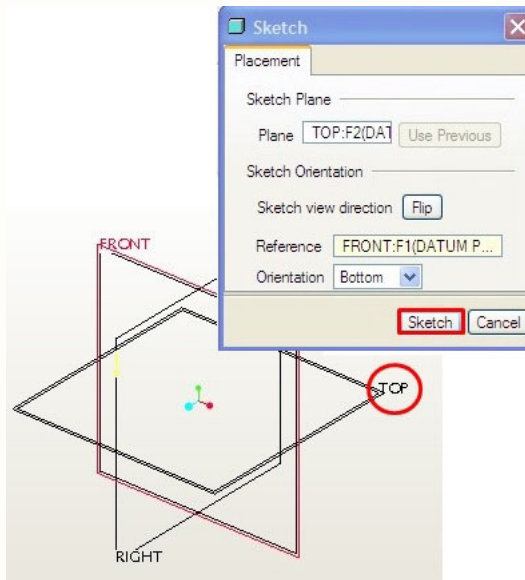 Sketch
Placement
Sketch Plane
Plane TOP:F2(DAT Use Previous
Sketch Orientation
Sketch view direction Flip
Reference FRONT:F1(DATUM P...
Orientation Bottom
Sketch Cancel
FRONT
TOP
RIGHT